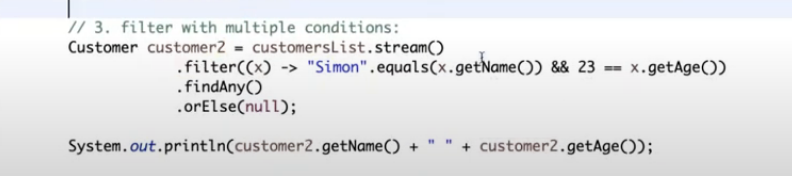 // 3. filter with multiple conditions:
Customer customer2 = customersList.stream()
.filter((x) -> "Simon".equals(x.getName()) && 23 == x.getAge())
.findAny()
.orElse(null);
System.out.println(customer2.getName() + " " + customer2.getAge());